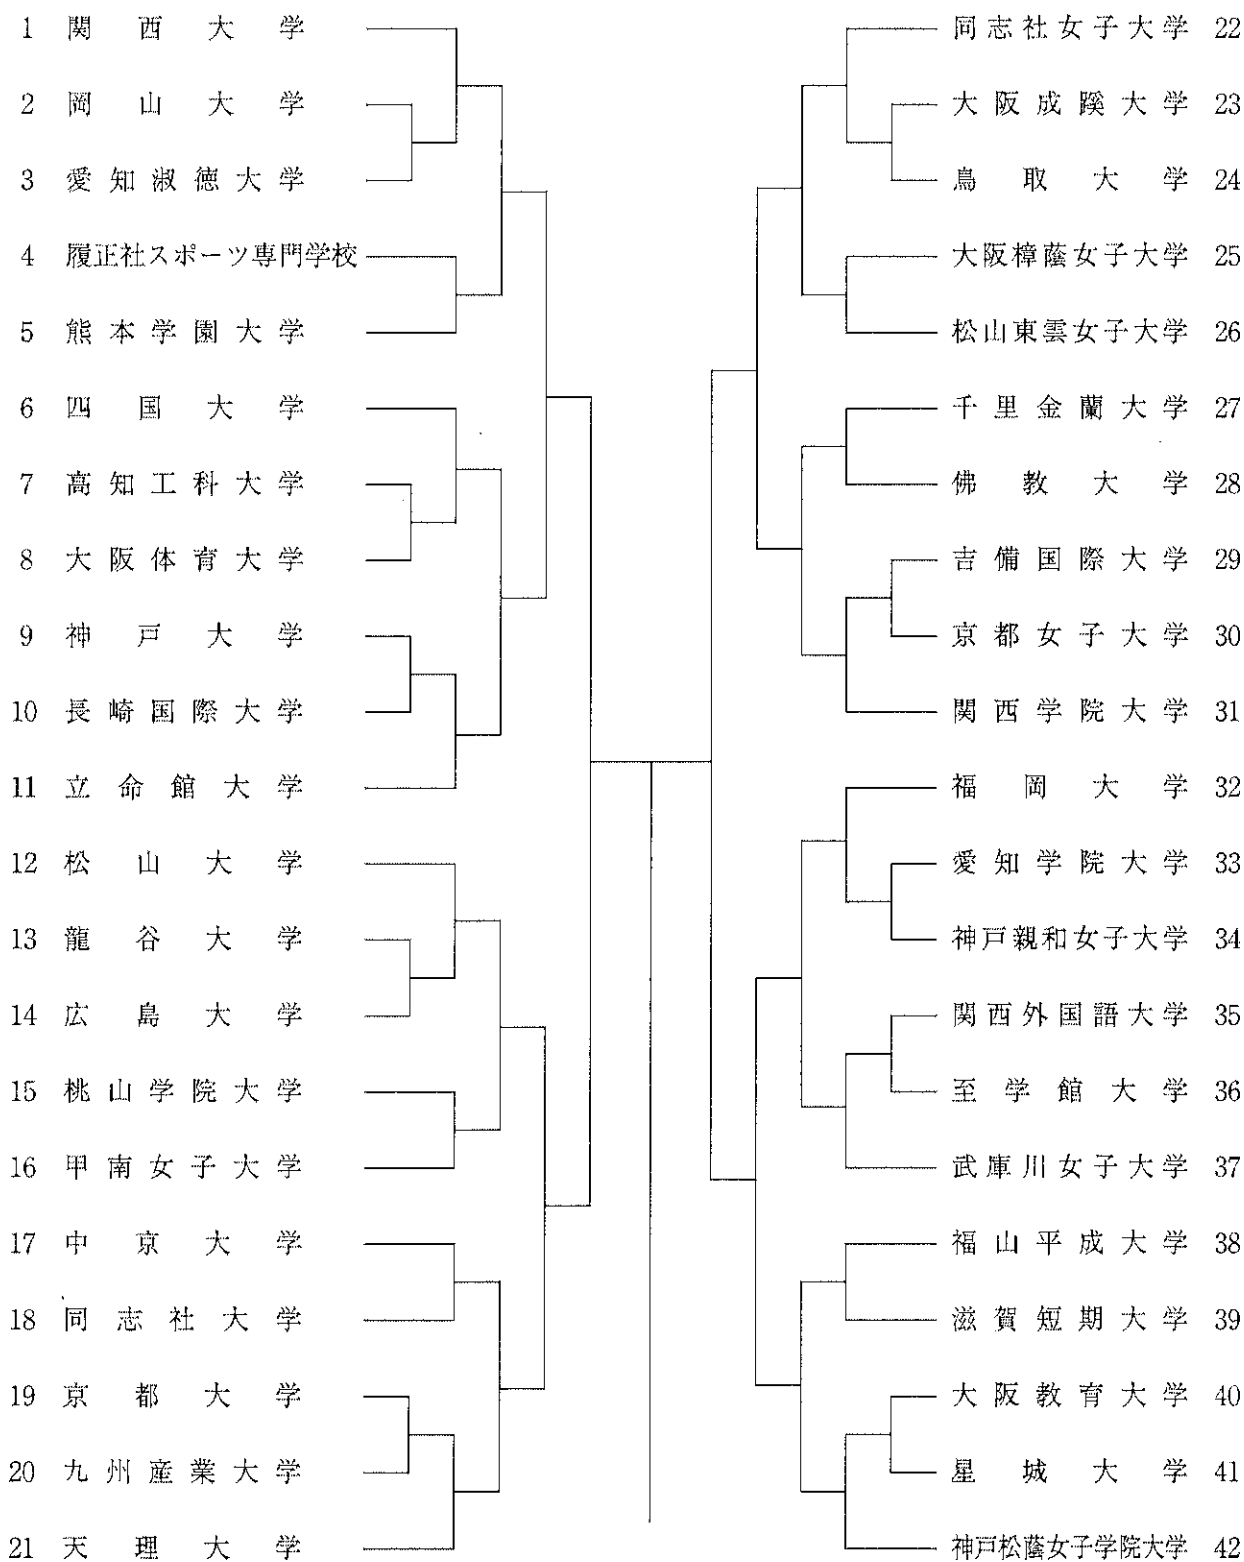 1 関西大学
2 岡山大学
3 愛知淑徳大学
4 履正社スポーツ専門学校
5 熊本学園大学
6 四国大学
7 高知工科大学
8 大阪体育大学
9 神戸大学
10 長崎国際大学
11 立命館大学
12 松山大学
13 龍谷大学
14 広島大学
15 桃山学院大学
16 甲南女子大学
17 中京大学
18 同志社大学
19 京都大学
20 九州産業大学
21 天理大学
同志社女子大学 22
大阪成蹊大学 23
鳥取大学 24
大阪樟蔭女子大学 25
松山東雲女子大学 26
千里金蘭大学 27
佛教大学 28
吉備国際大学 29
京都女子大学 30
関西学院大学 31
福岡大学 32
愛知学院大学 33
神戸親和女子大学 34
関西外国語大学 35
至学館大学 36
武庫川女子大学 37
福山平成大学 38
滋賀短期大学 39
大阪教育大学 40
星城大学 41
神戸松蔭女子学院大学 42